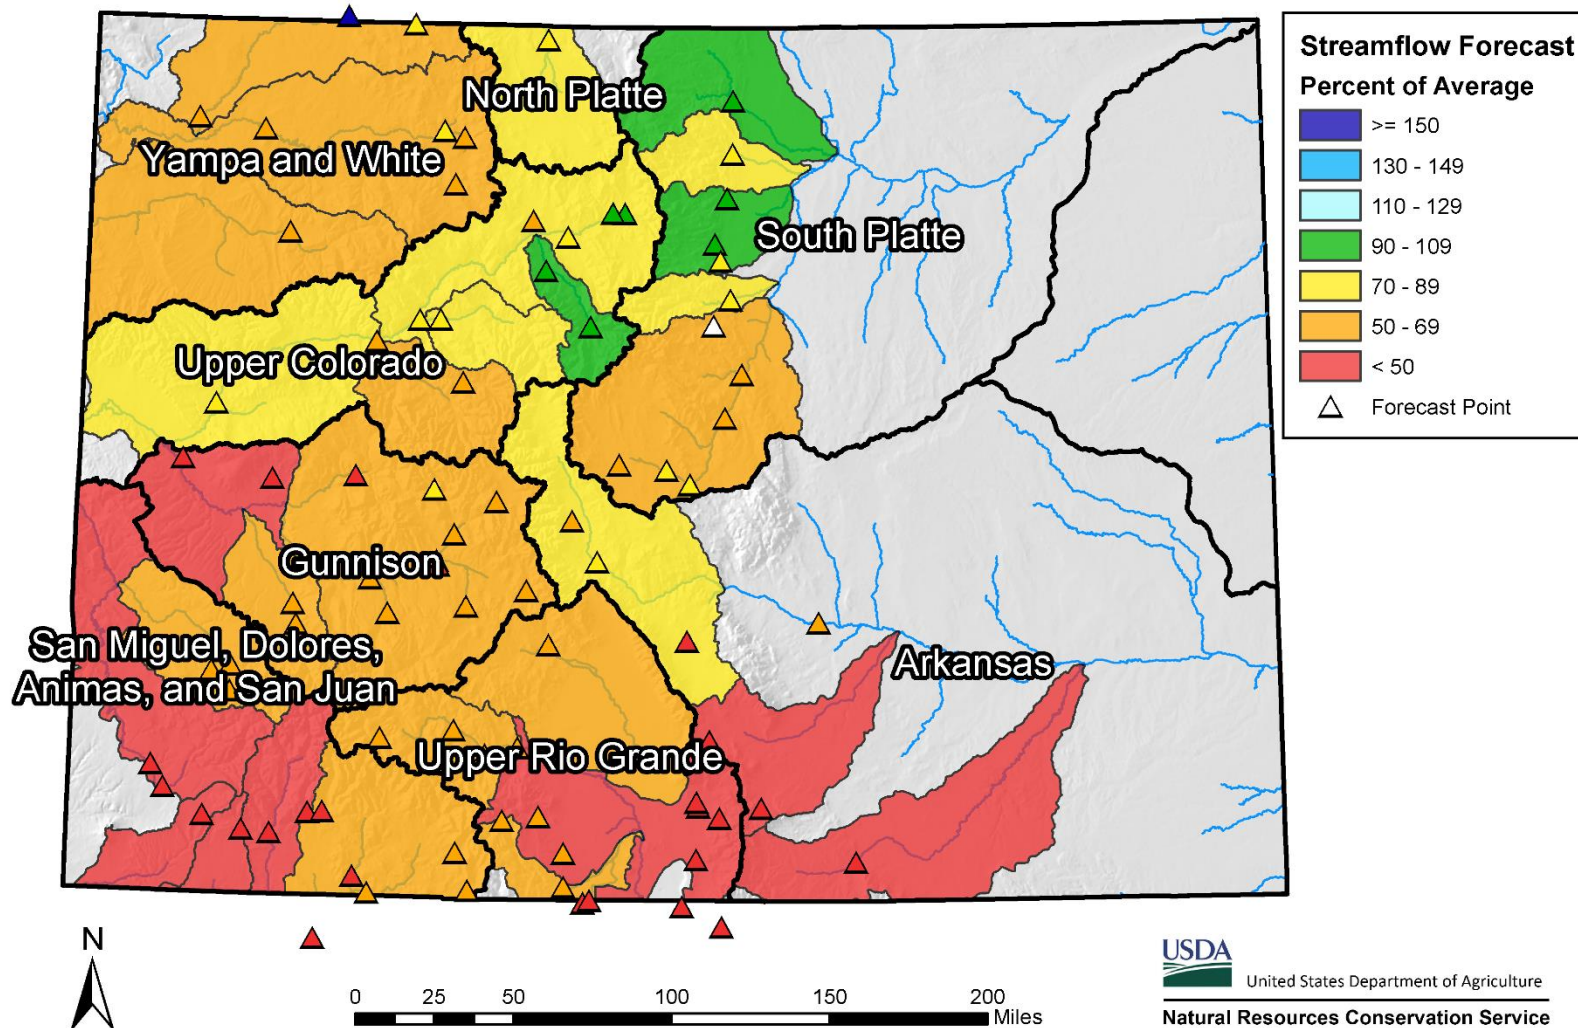 Streamflow Forecast
Percent of Average
>= 150
130 - 149
110 - 129
90 - 109
70 - 89
50 - 69
< 50
Forecast Point
North Platte
Yampa and White
South Platte
Upper Colorado
Gunnison
San Miguel, Dolores,
Animas, and San Juan
Arkansas
Upper Rio Grande
N
0 25 50 100 150 200
Miles
USDA
United States Department of Agriculture
Natural Resources Conservation Service